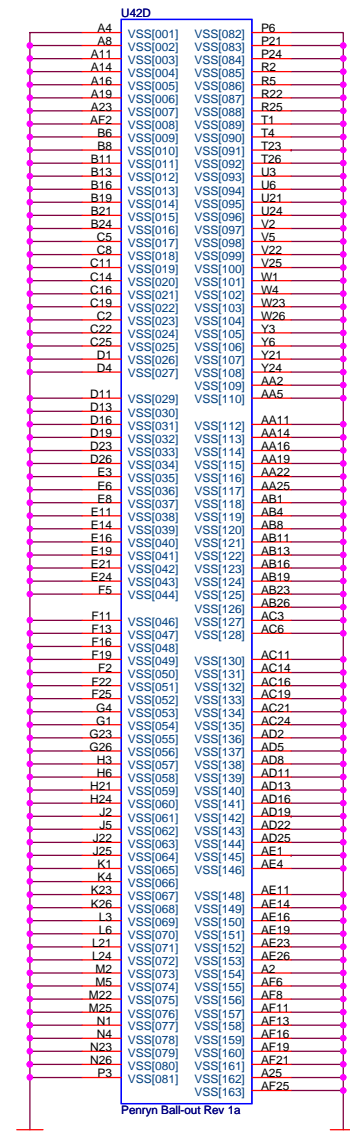 U42D
A4 VSS[001] VSS[082] P6
A8 VSS[002] VSS[083] P21
A11 VSS[003] VSS[084] P24
A14 VSS[004] VSS[085] R2
A16 VSS[005] VSS[086] R5
A19 VSS[006] VSS[087] R22
A23 VSS[007] VSS[088] R25
AF2 VSS[008] VSS[089] T1
B6 VSS[009] VSS[090] T4
B8 VSS[010] VSS[091] T23
B11 VSS[011] VSS[092] T26
B13 VSS[012] VSS[093] U3
B16 VSS[013] VSS[094] U6
B19 VSS[014] VSS[095] U21
B21 VSS[015] VSS[096] U24
B24 VSS[016] VSS[097] V2
C5 VSS[017] VSS[098] V5
C8 VSS[018] VSS[099] V22
C11 VSS[019] VSS[100] V25
C14 VSS[020] VSS[101] W1
C16 VSS[021] VSS[102] W4
C19 VSS[022] VSS[103] W23
C2 VSS[023] VSS[104] W26
C22 VSS[024] VSS[105] Y3
C25 VSS[025] VSS[106] Y6
D1 VSS[026] VSS[107] Y21
D4 VSS[027] VSS[108] Y24
VSS[109] AA2
D11 VSS[029] VSS[110] AA5
D13 VSS[030]
D16 VSS[031] VSS[112] AA11
D19 VSS[032] VSS[113] AA14
D23 VSS[033] VSS[114] AA16
D26 VSS[034] VSS[115] AA19
E3 VSS[035] VSS[116] AA22
E6 VSS[036] VSS[117] AA25
E8 VSS[037] VSS[118] AB1
E11 VSS[038] VSS[119] AB4
E14 VSS[039] VSS[120] AB8
E16 VSS[040] VSS[121] AB11
E19 VSS[041] VSS[122] AB13
E21 VSS[042] VSS[123] AB16
E24 VSS[043] VSS[124] AB19
F5 VSS[044] VSS[125] AB23
VSS[126] AB26
F11 VSS[046] VSS[127] AC3
F13 VSS[047] VSS[128] AC6
F16 VSS[048]
F19 VSS[049] VSS[130] AC11
F2 VSS[050] VSS[131] AC14
F22 VSS[051] VSS[132] AC16
F25 VSS[052] VSS[133] AC19
G4 VSS[053] VSS[134] AC21
G1 VSS[054] VSS[135] AC24
G23 VSS[055] VSS[136] AD2
G26 VSS[056] VSS[137] AD5
H3 VSS[057] VSS[138] AD8
H6 VSS[058] VSS[139] AD11
H21 VSS[059] VSS[140] AD13
H24 VSS[060] VSS[141] AD16
J2 VSS[061] VSS[142] AD19
J5 VSS[062] VSS[143] AD22
J22 VSS[063] VSS[144] AD25
J25 VSS[064] VSS[145] AE1
K1 VSS[065] VSS[146] AE4
K4 VSS[066]
K23 VSS[067] VSS[148] AE11
K26 VSS[068] VSS[149] AE14
L3 VSS[069] VSS[150] AE16
L6 VSS[070] VSS[151] AE19
L21 VSS[071] VSS[152] AE23
L24 VSS[072] VSS[153] AE26
M2 VSS[073] VSS[154] A2
M5 VSS[074] VSS[155] AF6
M22 VSS[075] VSS[156] AF8
M25 VSS[076] VSS[157] AF11
N1 VSS[077] VSS[158] AF13
N4 VSS[078] VSS[159] AF16
N23 VSS[079] VSS[160] AF19
N26 VSS[080] VSS[161] AF21
P3 VSS[081] VSS[162] A25
VSS[163] AF25
Penryn Ball-out Rev 1a